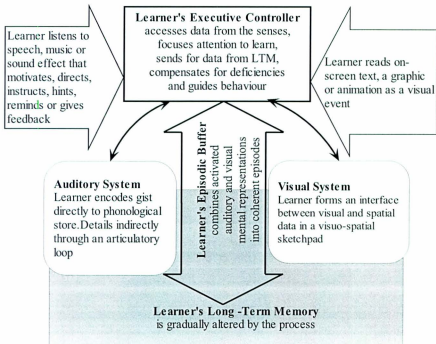 Learner's Executive Controller
accesses data from the senses,
focuses attention to learn,
sends for data from LTM,
compensates for deficiencies
and guides behaviour
Learner listens to
speech, music or
sound effect that
motivates, directs,
instructs, hints,
reminds or gives
feedback
Learner reads on-
screen text, a graphic
or animation as a visual
event
Learner's Episodic Buffer
combines activated
auditory and visual
mental representations
into coherent episodes
Auditory System
Learner encodes gist
directly to phonological
store.Details indirectly
through an articulatory
loop
Visual System
Learner forms an interface
between visual and spatial
data in a visuo-spatial
sketchpad
Learner's Long -Term Memory
is gradually altered by the process